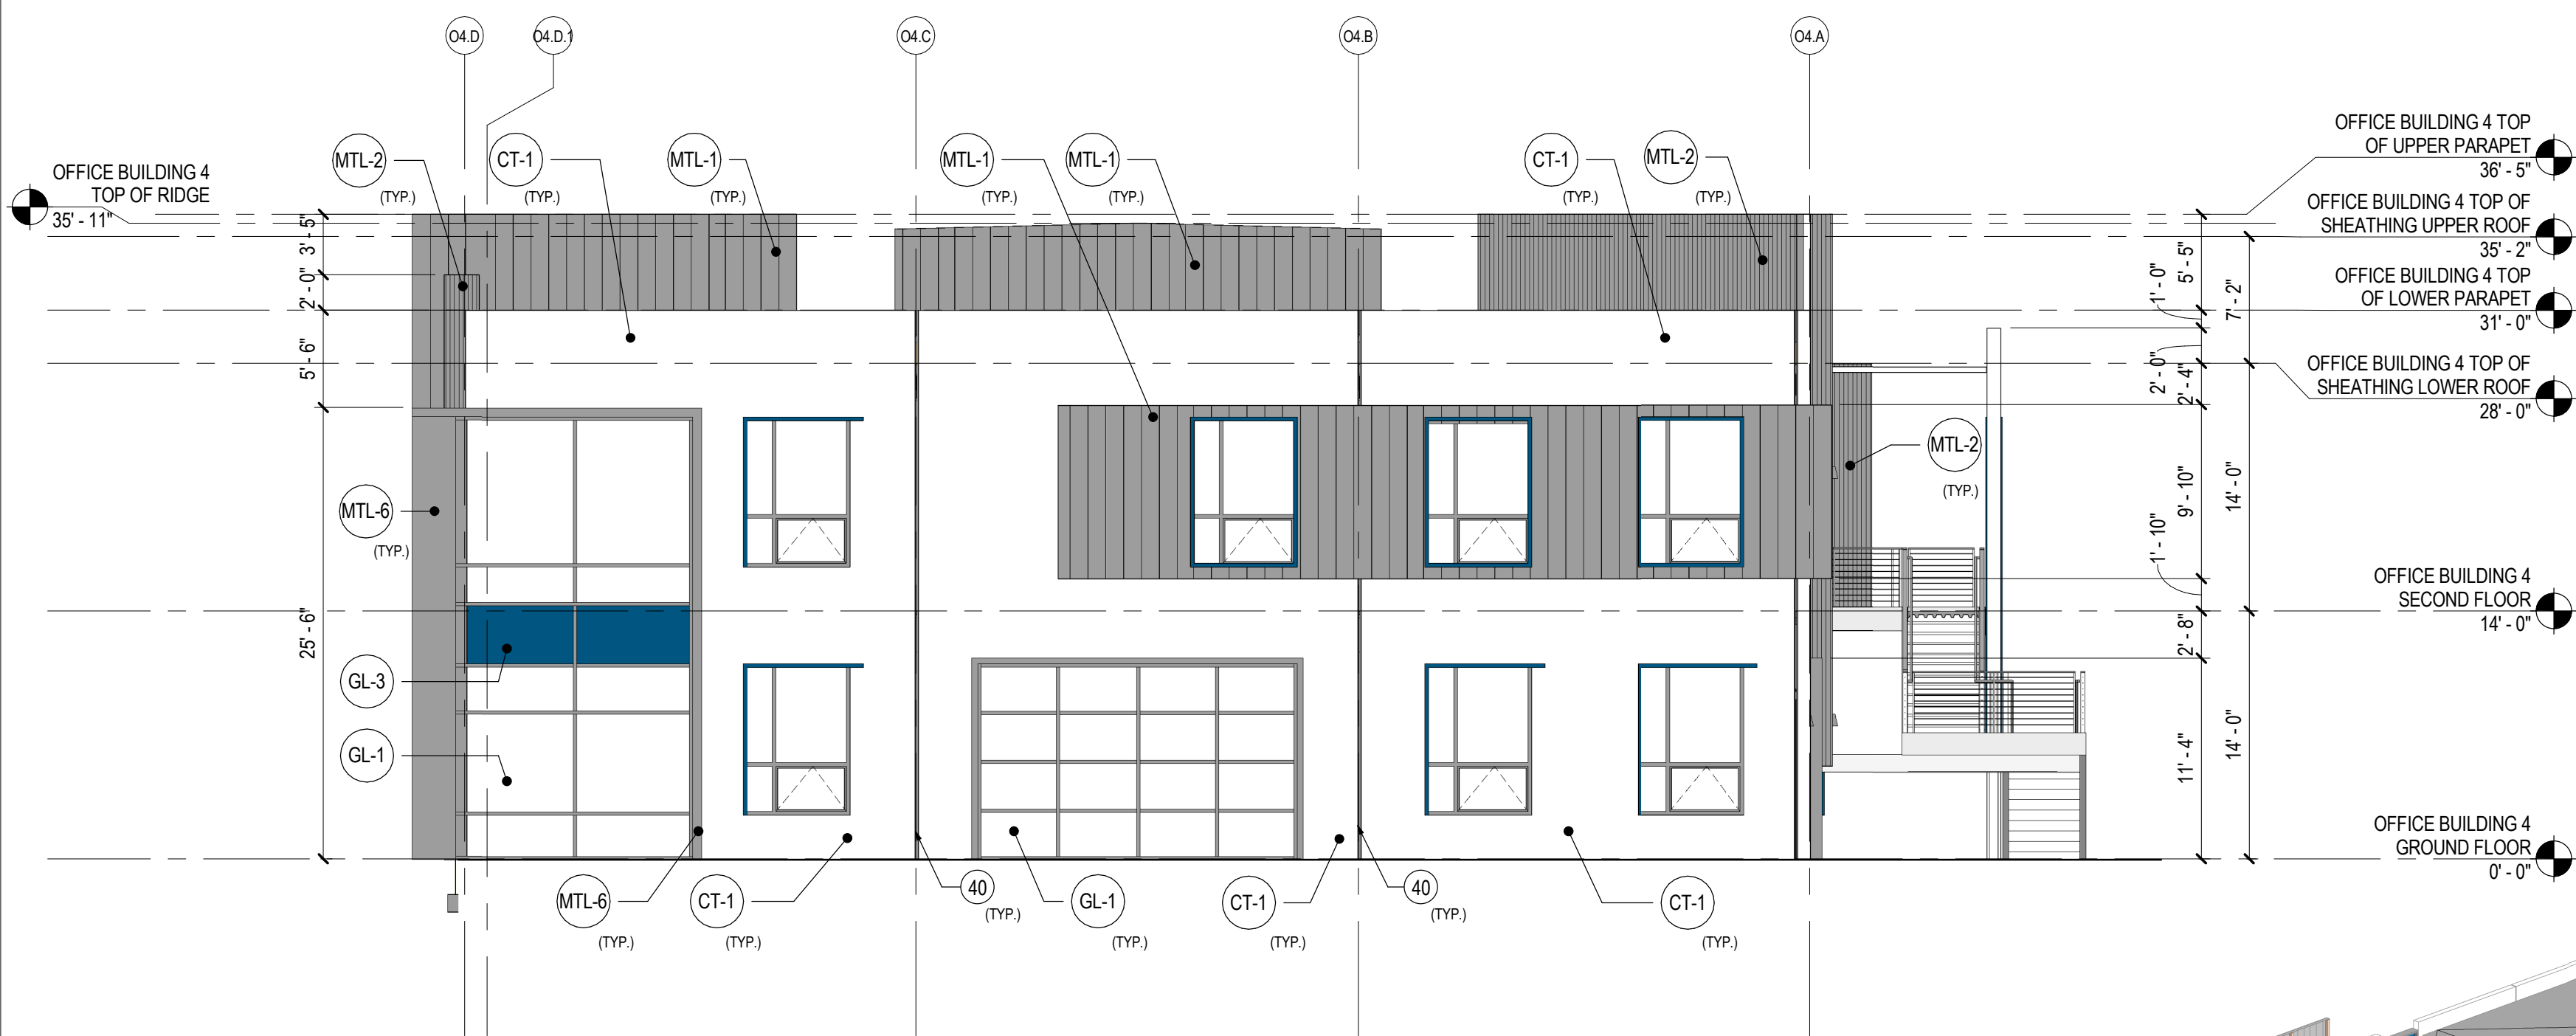 O4.D
O4.D.1
O4.C
O4.B
O4.A
OFFICE BUILDING 4
TOP OF RIDGE
35' - 11"
MTL-2
(TYP.)
CT-1
(TYP.)
MTL-1
(TYP.)
MTL-1
(TYP.)
MTL-1
(TYP.)
CT-1
(TYP.)
MTL-2
(TYP.)
OFFICE BUILDING 4 TOP
OF UPPER PARAPET
36' - 5"
OFFICE BUILDING 4 TOP OF
SHEATHING UPPER ROOF
35' - 2"
OFFICE BUILDING 4 TOP
OF LOWER PARAPET
31' - 0"
OFFICE BUILDING 4 TOP OF
SHEATHING LOWER ROOF
28' - 0"
OFFICE BUILDING 4
SECOND FLOOR
14' - 0"
OFFICE BUILDING 4
GROUND FLOOR
0' - 0"
3' - 5"
2' - 0"
5' - 6"
25' - 6"
MTL-6
(TYP.)
GL-3
GL-1
MTL-2
(TYP.)
1' - 0"
5' - 5"
7' - 2"
2' - 0"
2' - 4"
9' - 10"
14' - 0"
1' - 10"
2' - 8"
11' - 4"
14' - 0"
MTL-6
(TYP.)
CT-1
(TYP.)
40
(TYP.)
GL-1
(TYP.)
CT-1
(TYP.)
40
(TYP.)
CT-1
(TYP.)